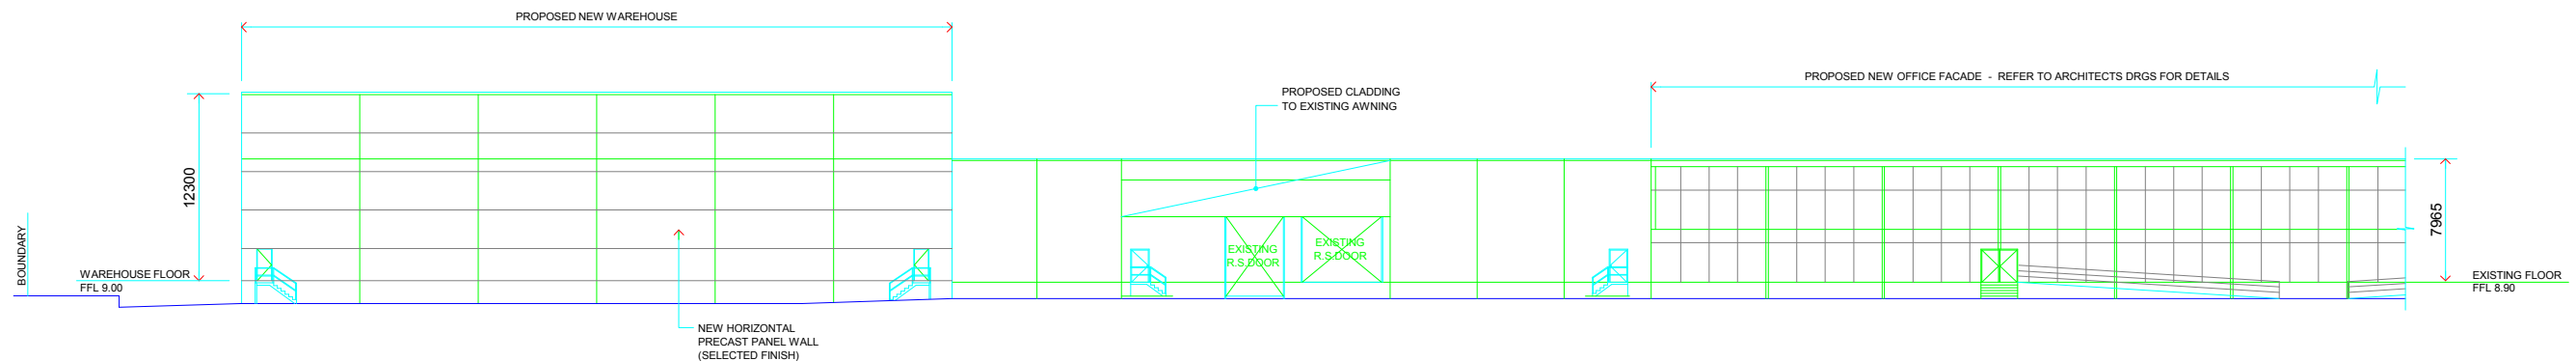 PROPOSED NEW WAREHOUSE
PROPOSED NEW OFFICE FACADE - REFER TO ARCHITECTS DRGS FOR DETAILS
PROPOSED CLADDING
TO EXISTING AWNING
12300
7965
BOUNDARY
EXISTING
R.S DOOR
EXISTING
R.S DOOR
WAREHOUSE FLOOR
FFL 9.00
EXISTING FLOOR
FFL 8.90
NEW HORIZONTAL
PRECAST PANEL WALL
(SELECTED FINISH)